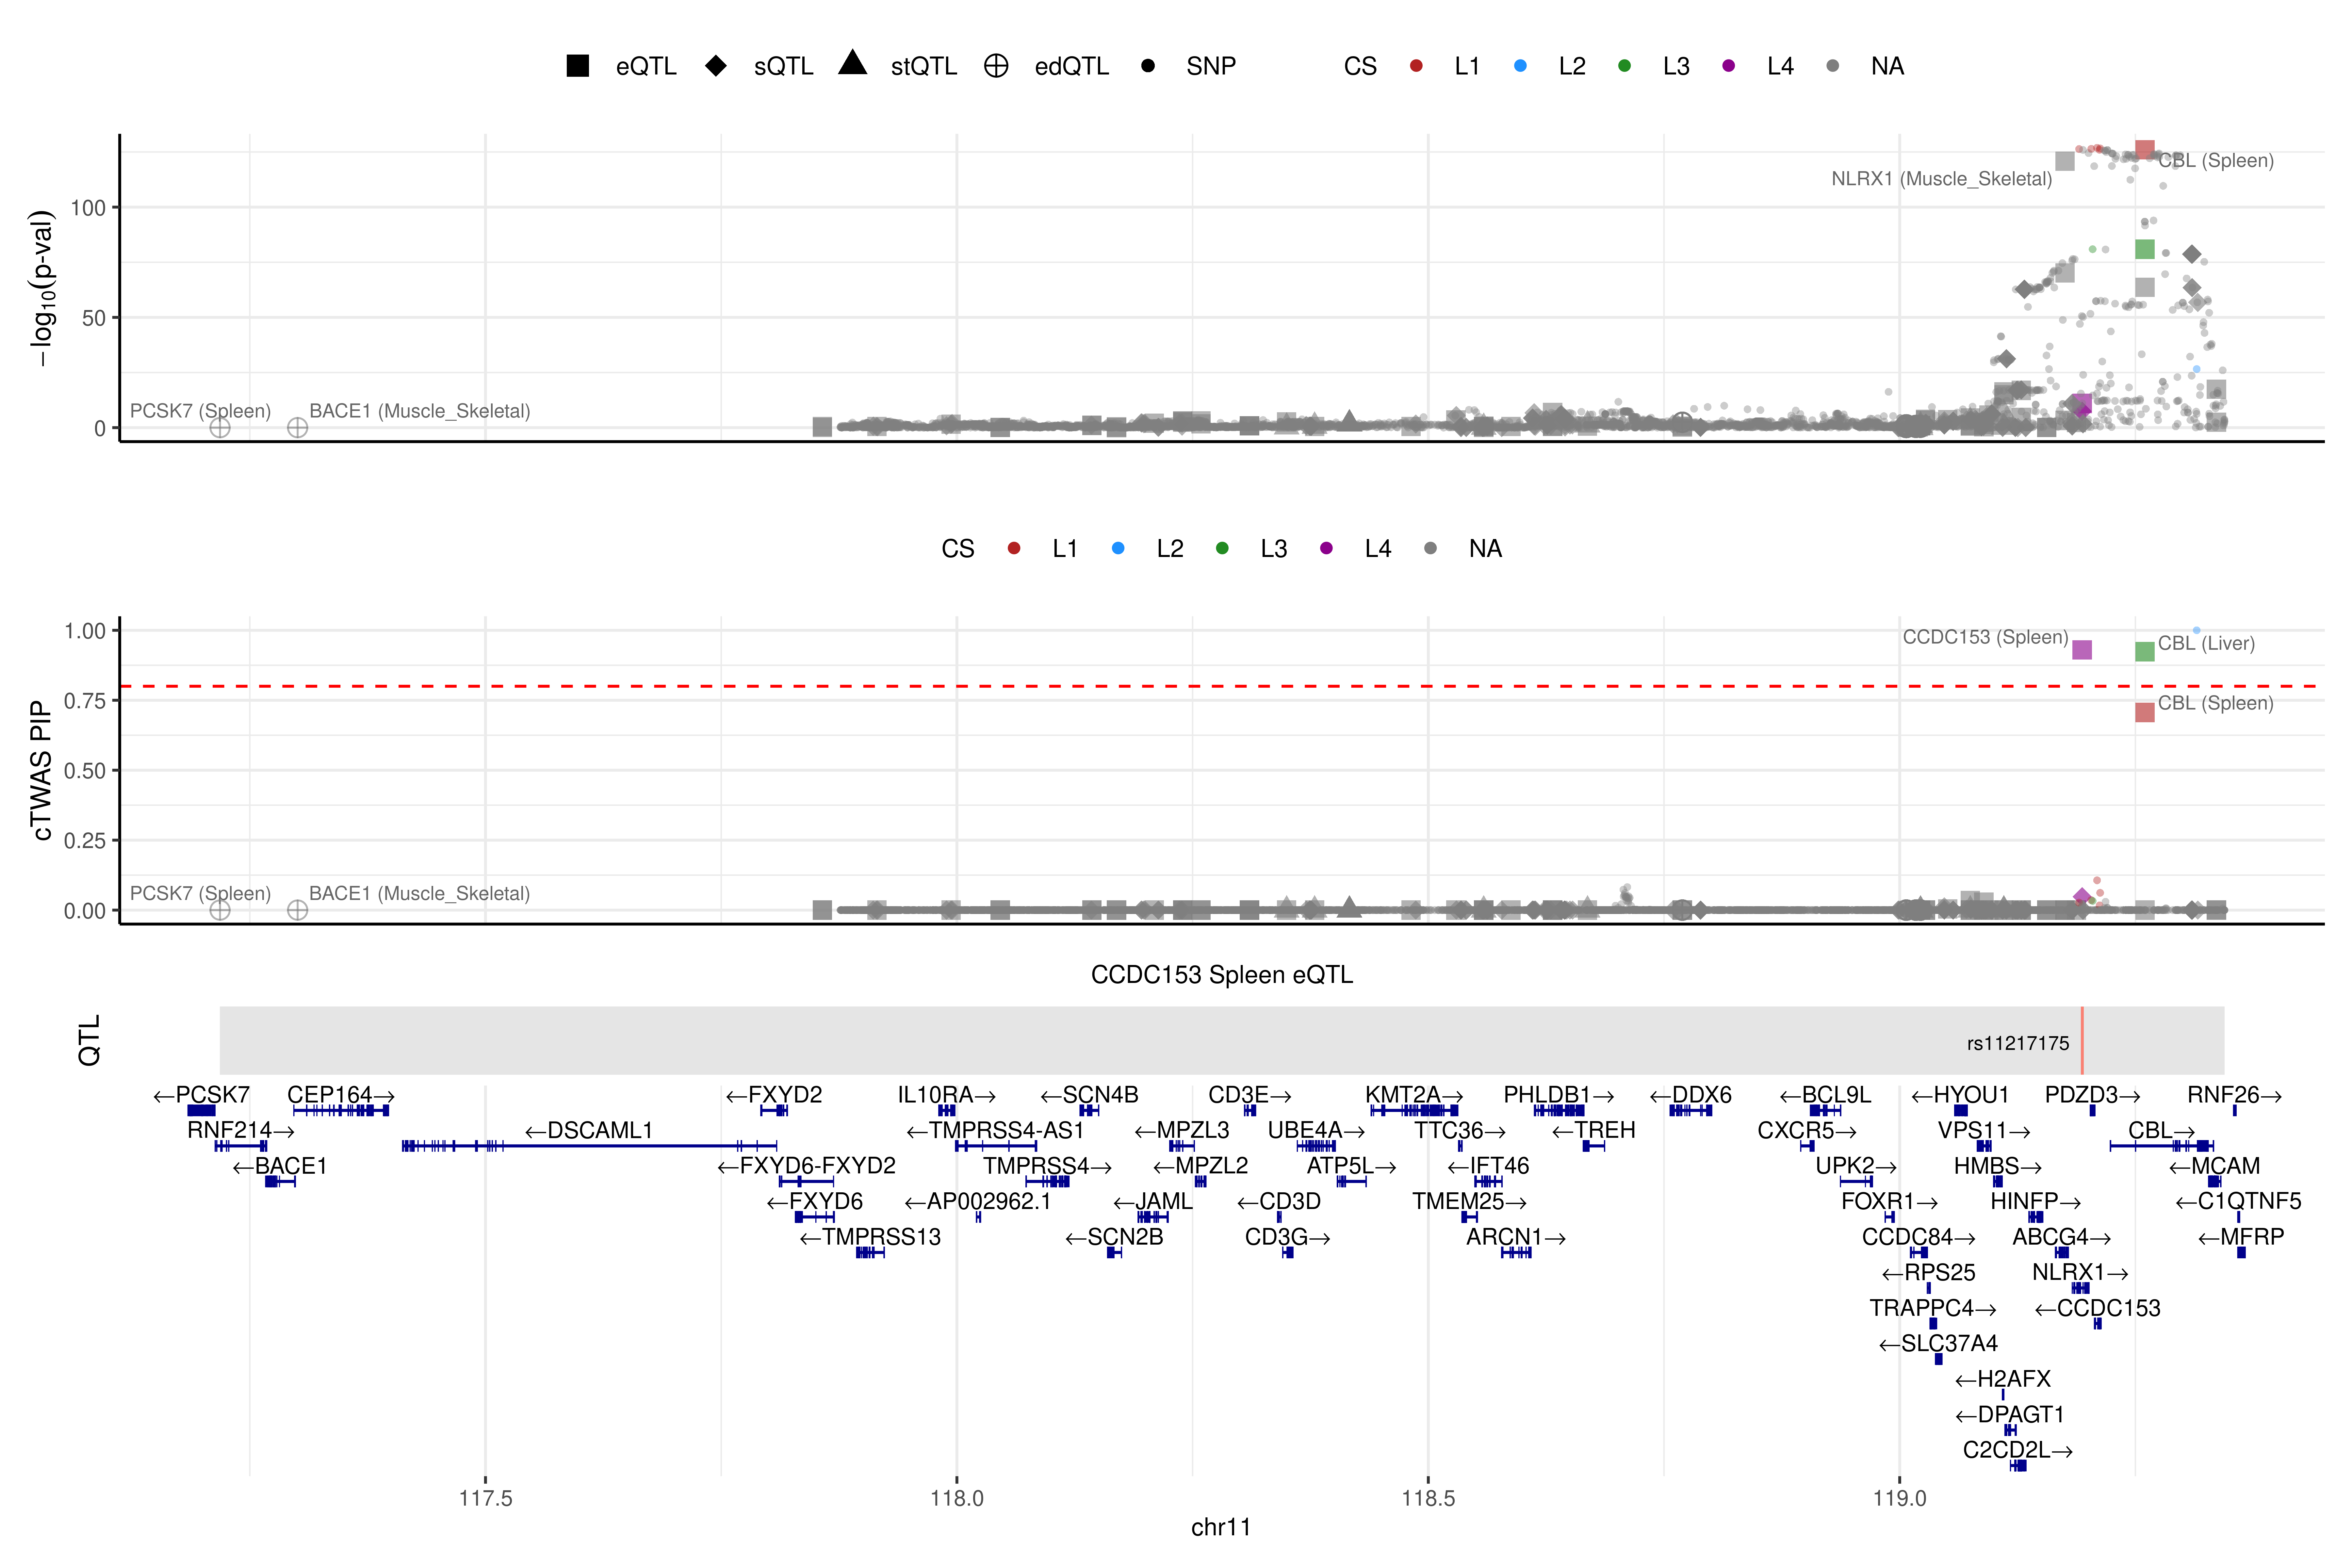 eQTL sQTL stQTL edQTL SNP CS L1 L2 L3 L4 NA
−log10(p-val)
100
50
0
CBL (Spleen)
NLRX1 (Muscle_Skeletal)
PCSK7 (Spleen) BACE1 (Muscle_Skeletal)
CS L1 L2 L3 L4 NA
cTWAS PIP
1.00
0.75
0.50
0.25
0.00
CCDC153 (Spleen) CBL (Liver)
CBL (Spleen)
PCSK7 (Spleen) BACE1 (Muscle_Skeletal)
CCDC153 Spleen eQTL
QTL
rs11217175
←PCSK7 CEP164→ ←FXYD2 IL10RA→ ←SCN4B CD3E→ KMT2A→ PHLDB1→ ←DDX6 ←BCL9L ←HYOU1 PDZD3→ RNF26→
RNF214→ ←DSCAML1 ←TMPRSS4-AS1 ←MPZL3 UBE4A→ TTC36→ ←TREH CXCR5→ VPS11→ CBL→
←BACE1 ←FXYD6-FXYD2 TMPRSS4→ ←MPZL2 ATP5L→ ←IFT46 UPK2→ HMBS→ ←MCAM
←FXYD6 ←AP002962.1 ←JAML ←CD3D TMEM25→ FOXR1→ HINFP→ ←C1QTNF5
←TMPRSS13 ←SCN2B CD3G→ ARCN1→ CCDC84→ ABCG4→ ←MFRP
←RPS25 NLRX1→
TRAPPC4→ ←CCDC153
←SLC37A4
←H2AFX
←DPAGT1
C2CD2L→
117.5 118.0 118.5 119.0
chr11